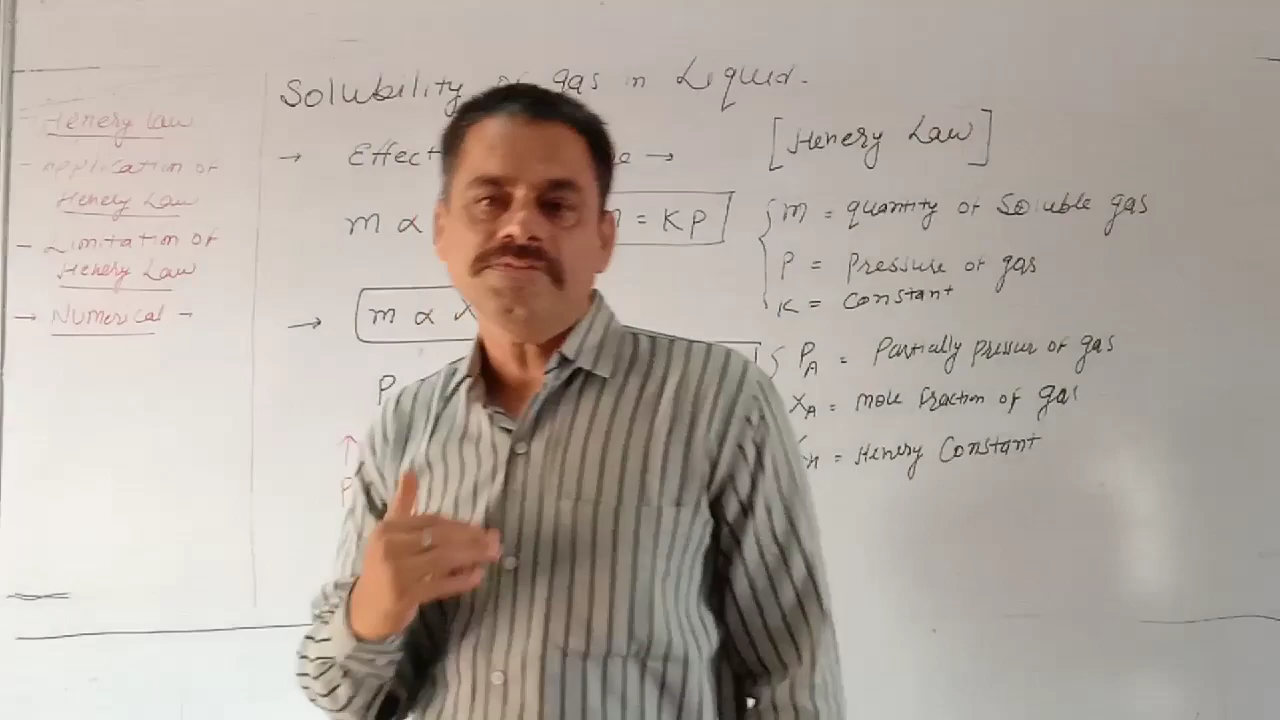 Solubility of gas in Liquid.
Henery law
- Application of
Henery Law
- Limitation of
Henery Law
→ Numerical -
→ Effect → [Henery Law]
m ∝ = KP
m = quantity of Soluble gas
P = Pressure of gas
K = Constant
→ m ∝ X
P
↑
P
P_A = Partially pressur of gas
X_A = mole fraction of gas
H = Henery Constant